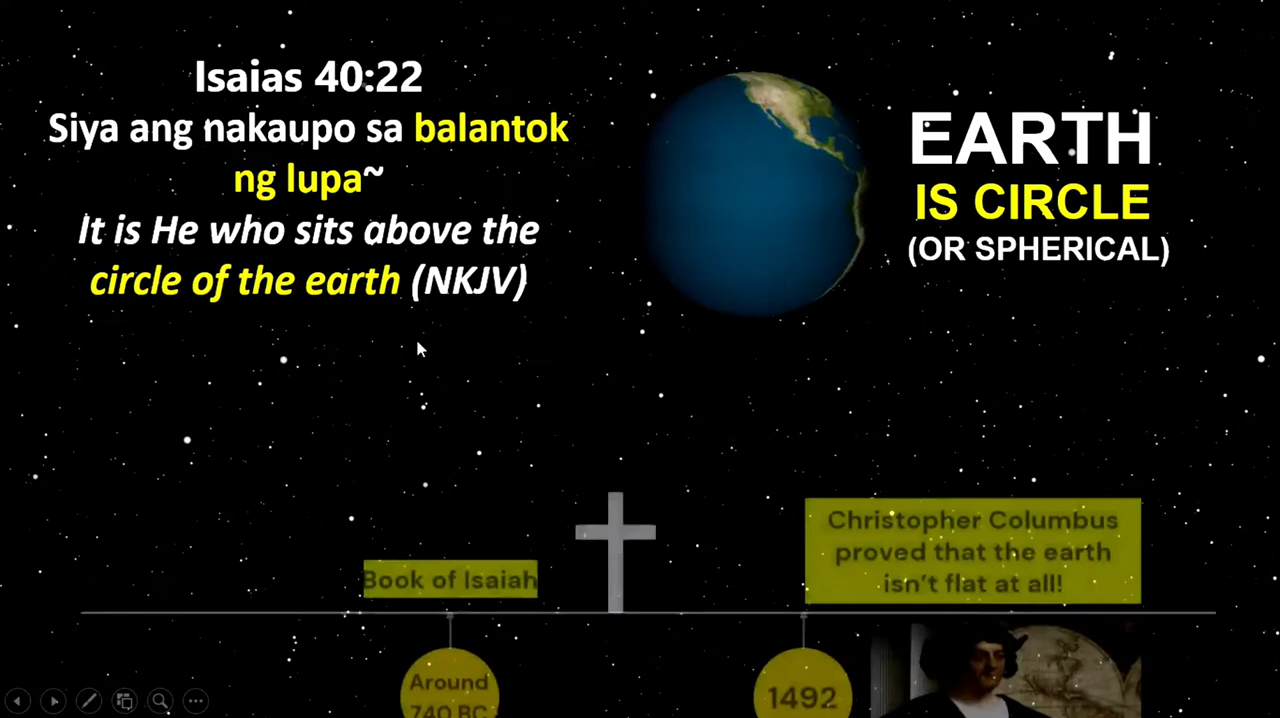 Isaias 40:22
Siya ang nakaupo sa balantok
ng lupa~
It is He who sits above the
circle of the earth (NKJV)
EARTH
IS CIRCLE
(OR SPHERICAL)
Book of Isaiah
Christopher Columbus
proved that the earth
isn't flat at all!
Around
740 BC
1492